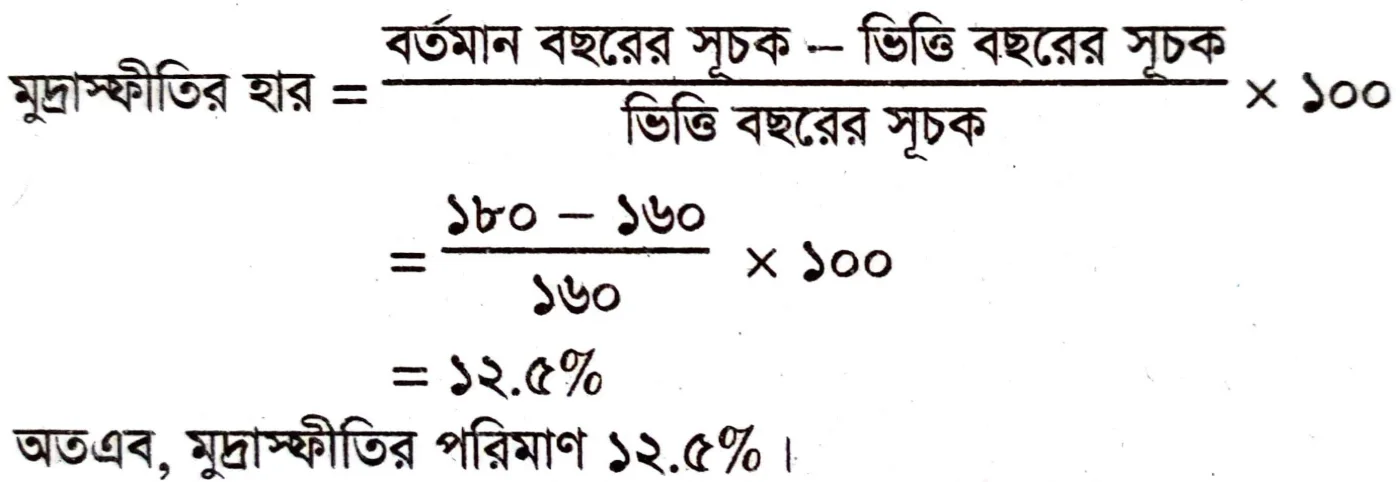 মুদ্রাস্ফীতির হার = বর্তমান বছরের সূচক – ভিত্তি বছরের সূচক / ভিত্তি বছরের সূচক × ১০০
= ১৮০ – ১৬০ / ১৬০ × ১০০
= ১২.৫%
অতএব, মুদ্রাস্ফীতির পরিমাণ ১২.৫%।